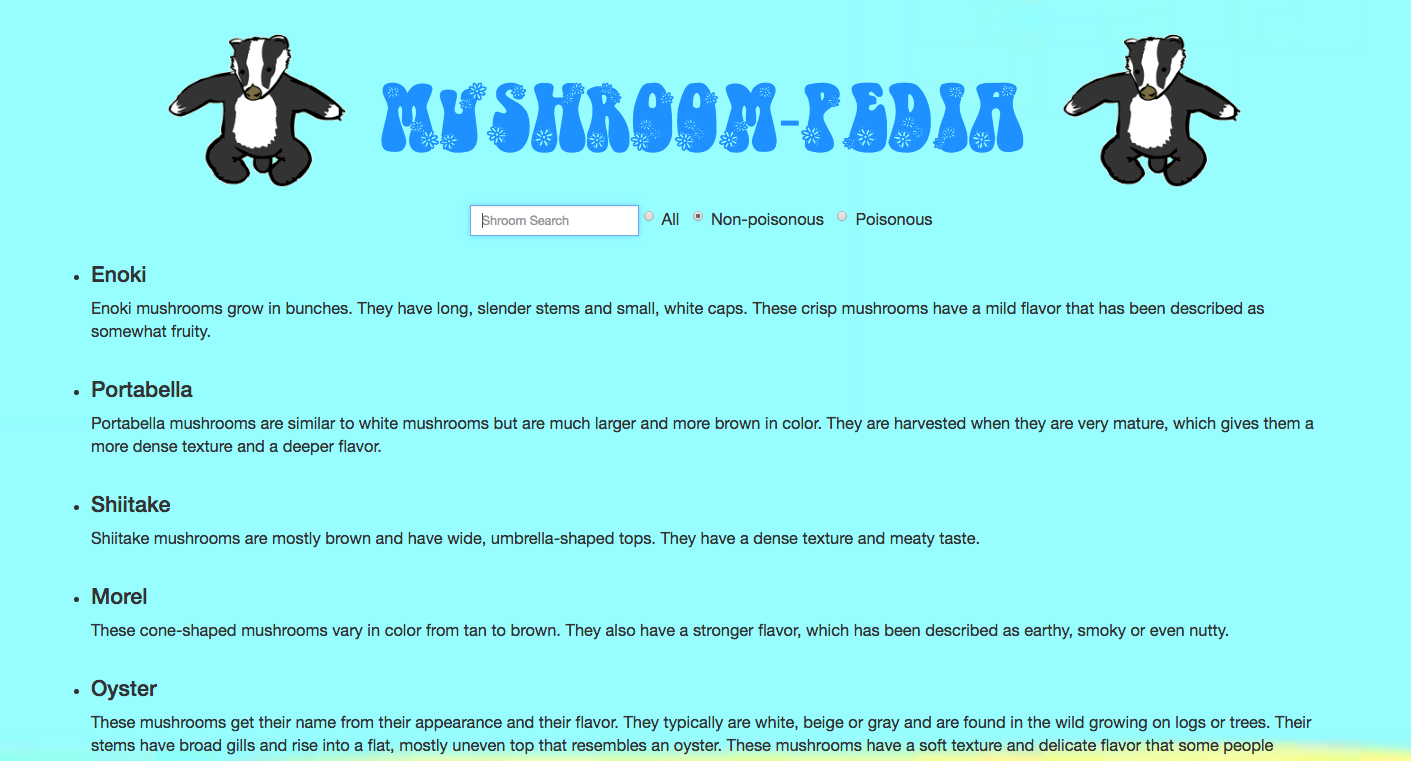 MUSHROOM-PEDIA
Shroom Search All Non-poisonous Poisonous
Enoki
Enoki mushrooms grow in bunches. They have long, slender stems and small, white caps. These crisp mushrooms have a mild flavor that has been described as
somewhat fruity.
Portabella
Portabella mushrooms are similar to white mushrooms but are much larger and more brown in color. They are harvested when they are very mature, which gives them a
more dense texture and a deeper flavor.
Shiitake
Shiitake mushrooms are mostly brown and have wide, umbrella-shaped tops. They have a dense texture and meaty taste.
Morel
These cone-shaped mushrooms vary in color from tan to brown. They also have a stronger flavor, which has been described as earthy, smoky or even nutty.
Oyster
These mushrooms get their name from their appearance and their flavor. They typically are white, beige or gray and are found in the wild growing on logs or trees. Their
stems have broad gills and rise into a flat, mostly uneven top that resembles an oyster. These mushrooms have a soft texture and delicate flavor that some people